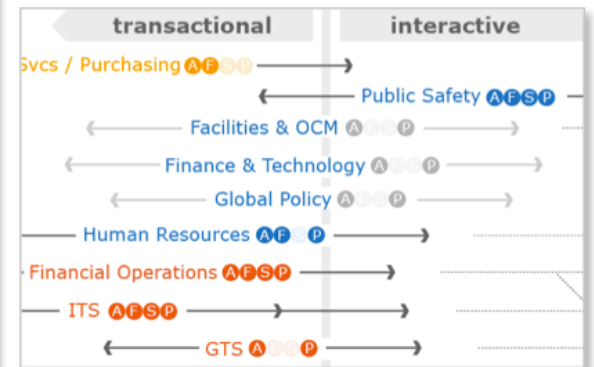 transactional interactive
Svcs / Purchasing A F S P
Public Safety A F S P
Facilities & OCM A F S P
Finance & Technology A F S P
Global Policy A F S P
Human Resources A F S P
Financial Operations A F S P
ITS A F S P
GTS A F S P